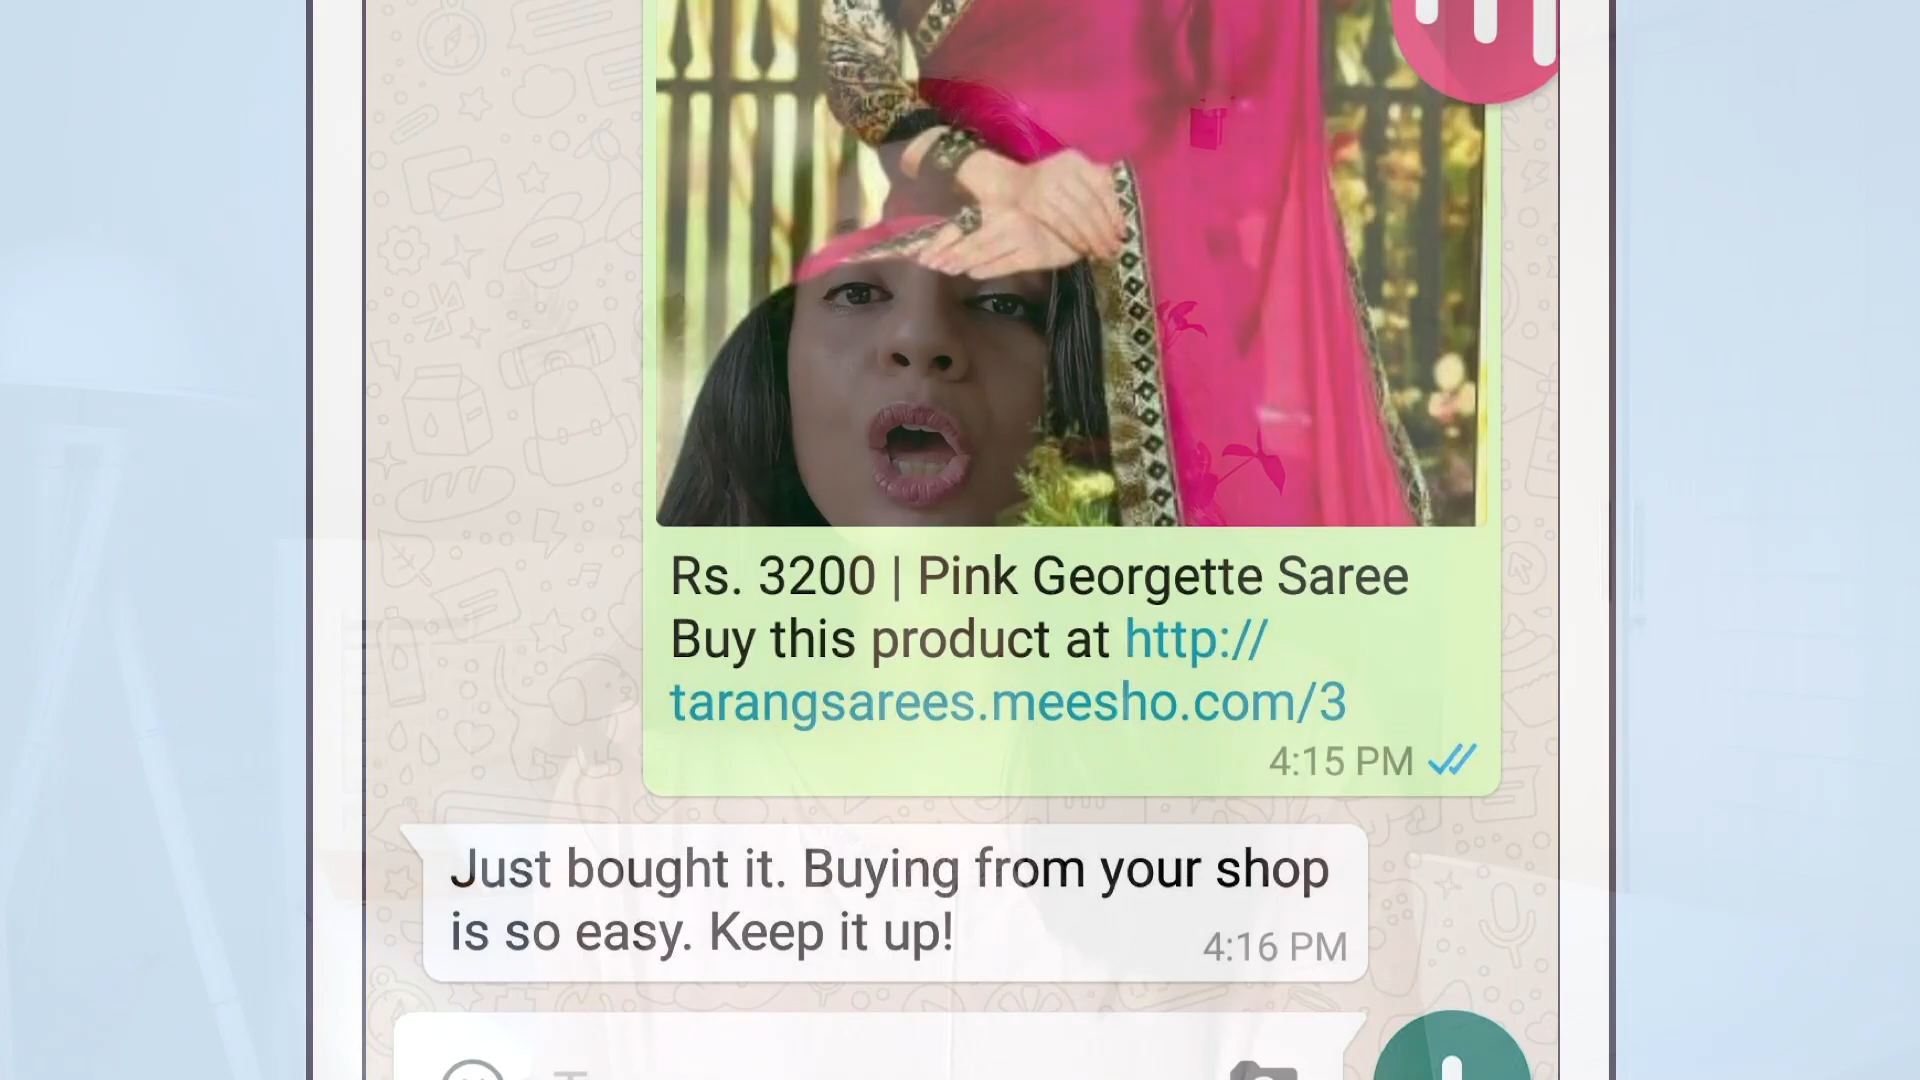 Rs. 3200 | Pink Georgette Saree
Buy this product at http://
tarangsarees.meesho.com/3
4:15 PM
Just bought it. Buying from your shop
is so easy. Keep it up!
4:16 PM